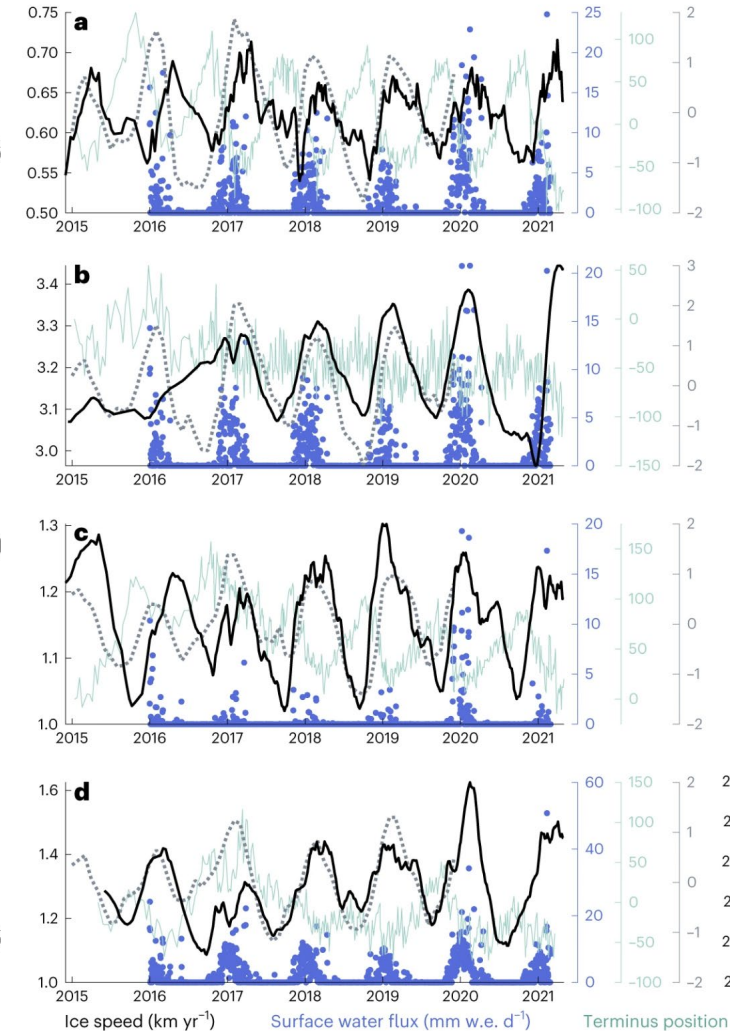 a
0.75 25 100 2
0.70 20 50 1
0.65 15 0 0
0.60 10 −50 −1
0.55 5 −100 −2
0.50 0
2015 2016 2017 2018 2019 2020 2021
b
3.4 20 50 3
3.3 15 0 2
3.2 10 −50 1
3.1 5 −100 0
3.0 0 −150 −1
−2
2015 2016 2017 2018 2019 2020 2021
c
1.3 20 150 2
1.2 15 100 1
1.1 10 50 0
1.0 5 0 −1
0 −2
2015 2016 2017 2018 2019 2020 2021
d
1.6 60 150 2
1.4 40 100 1
1.2 20 50 0
1.0 0 0 −1
−50 −2
−100
2015 2016 2017 2018 2019 2020 2021
Ice speed (km yr⁻¹) Surface water flux (mm w.e. d⁻¹) Terminus position